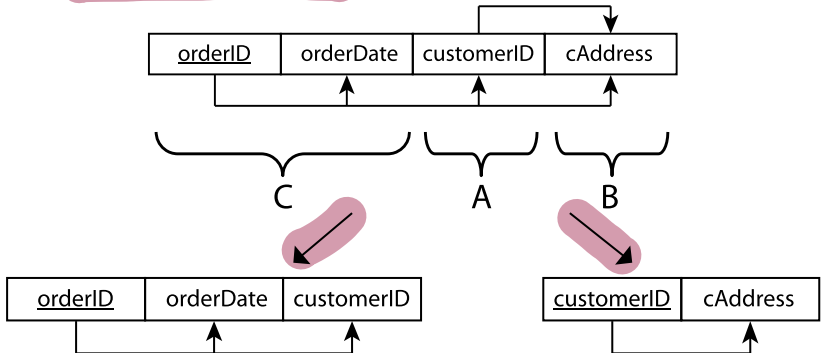 orderID orderDate customerID cAddress
C A B
orderID orderDate customerID customerID cAddress